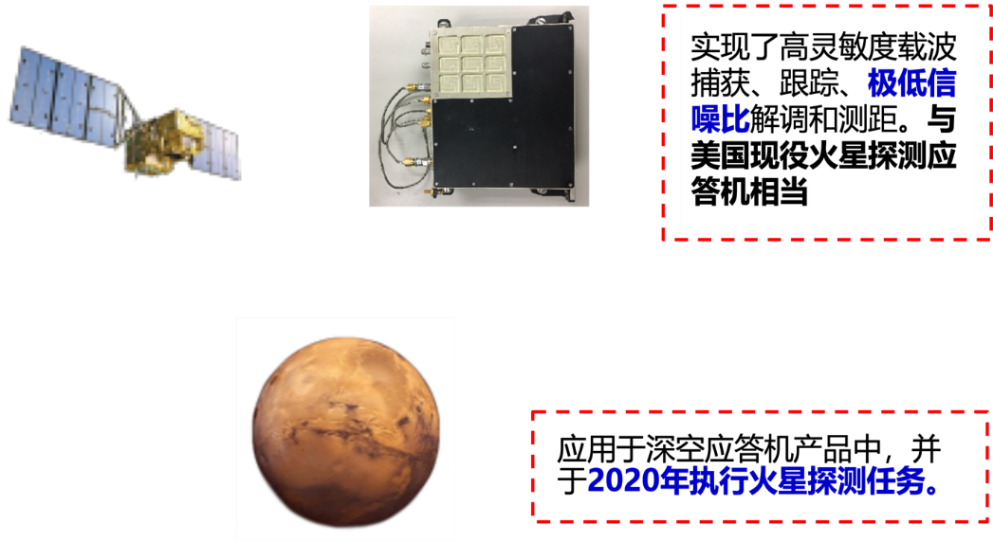 实现了高灵敏度载波
捕获、跟踪、极低信
噪比解调和测距。与
美国现役火星探测应
答机相当
应用于深空应答机产品中，并
于2020年执行火星探测任务。